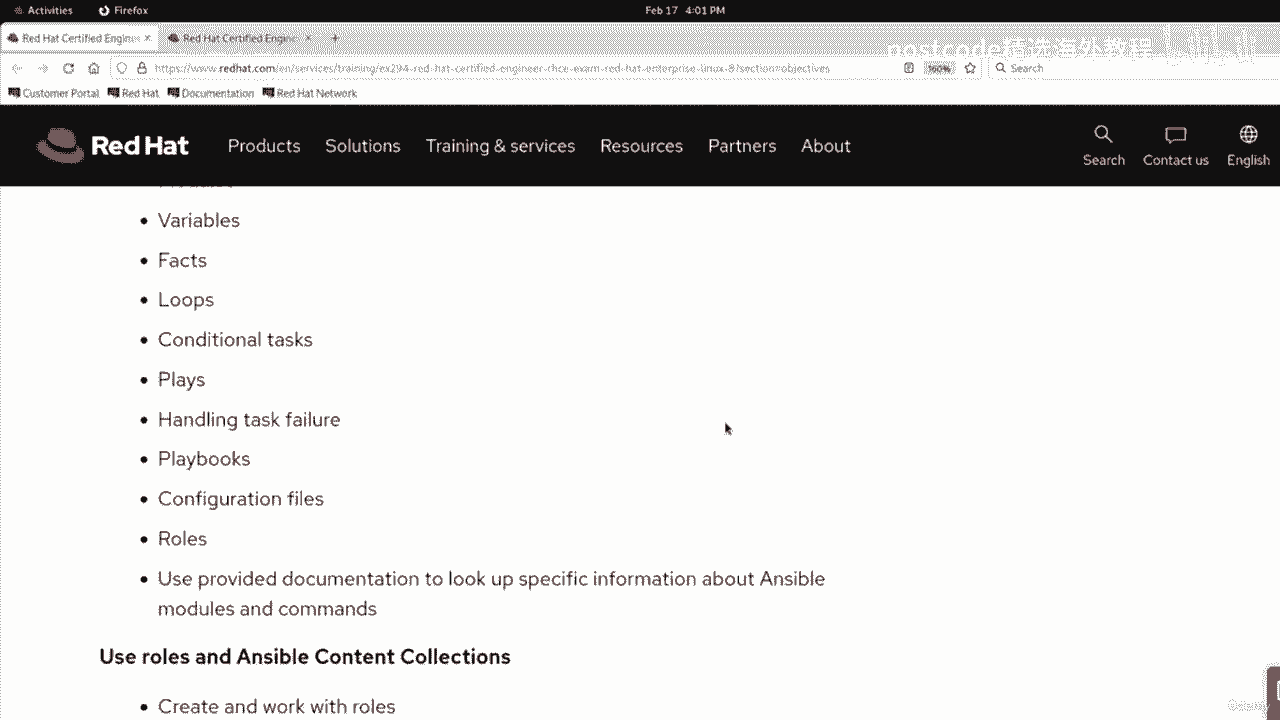 Activities Firefox Feb 17 4:01 PM
Red Hat Certified Engine × Red Hat Certified Engine × +
postcode精选海外教程
https://www.redhat.com/en/services/training/ex294-red-hat-certified-engineer-rhce-exam-red-hat-enterprise-linux-8?section=objectives 160% Search
Customer Portal Red Hat Documentation Red Hat Network
Red Hat Products Solutions Training & services Resources Partners About Search Contact us English
• Variables
• Facts
• Loops
• Conditional tasks
• Plays
• Handling task failure
• Playbooks
• Configuration files
• Roles
• Use provided documentation to look up specific information about Ansible
modules and commands
Use roles and Ansible Content Collections
• Create and work with roles